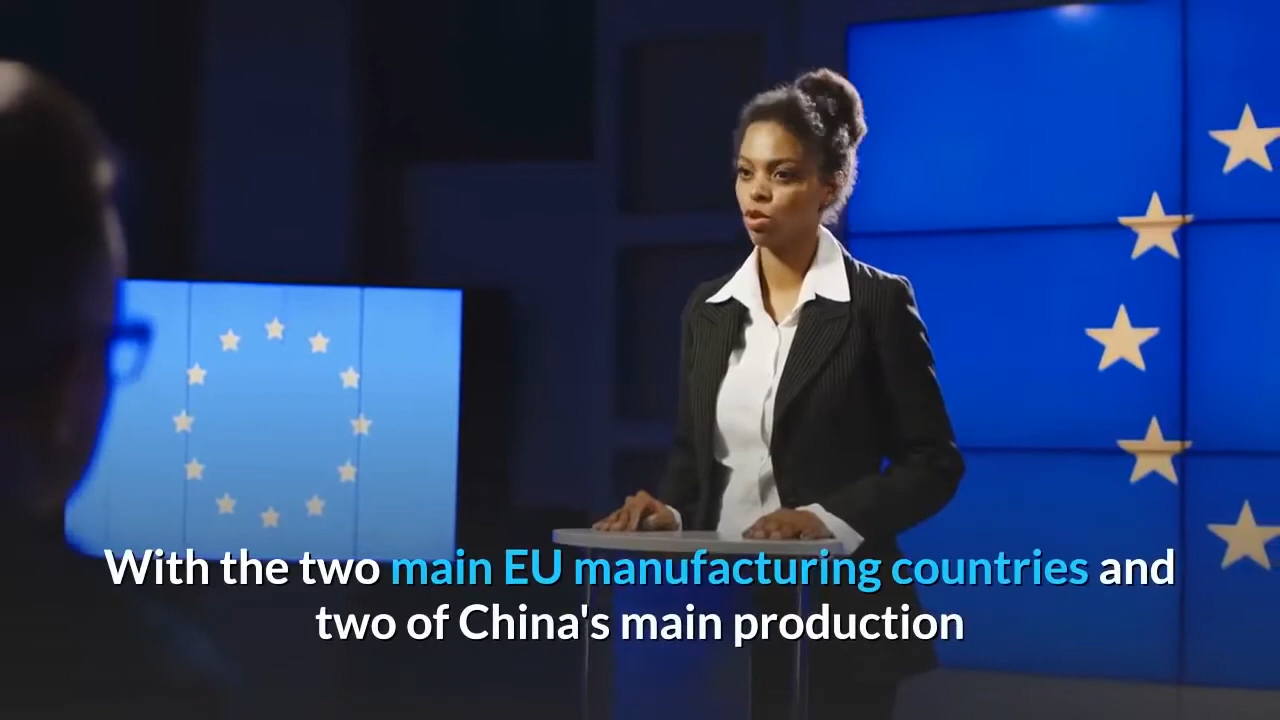 With the two main EU manufacturing countries and
two of China's main production